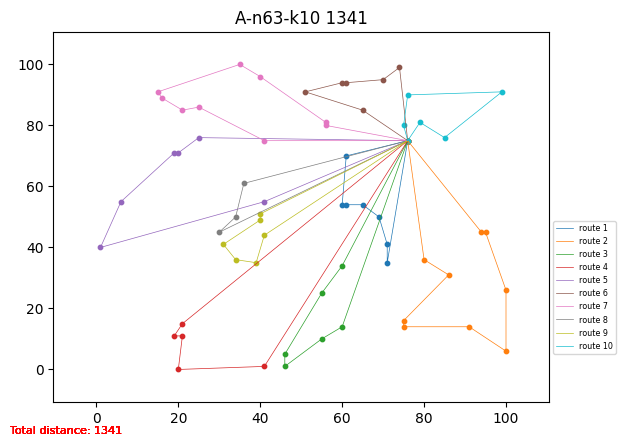 A-n63-k10 1341
100
80
60
40
20
0
0 20 40 60 80 100
route 1
route 2
route 3
route 4
route 5
route 6
route 7
route 8
route 9
route 10
Total distance: 1341